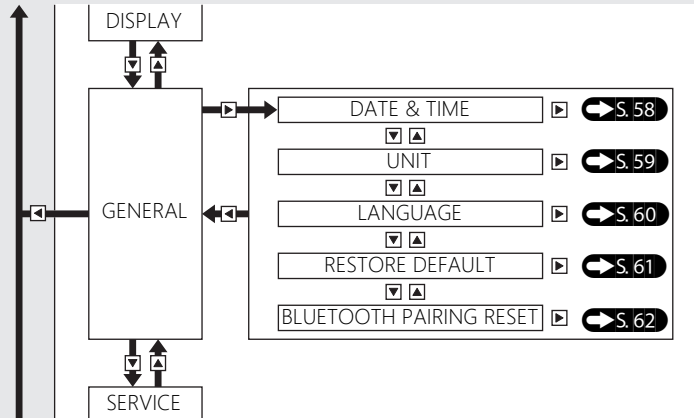 DISPLAY
DATE & TIME S. 58
UNIT S. 59
GENERAL
LANGUAGE S. 60
RESTORE DEFAULT S. 61
BLUETOOTH PAIRING RESET S. 62
SERVICE